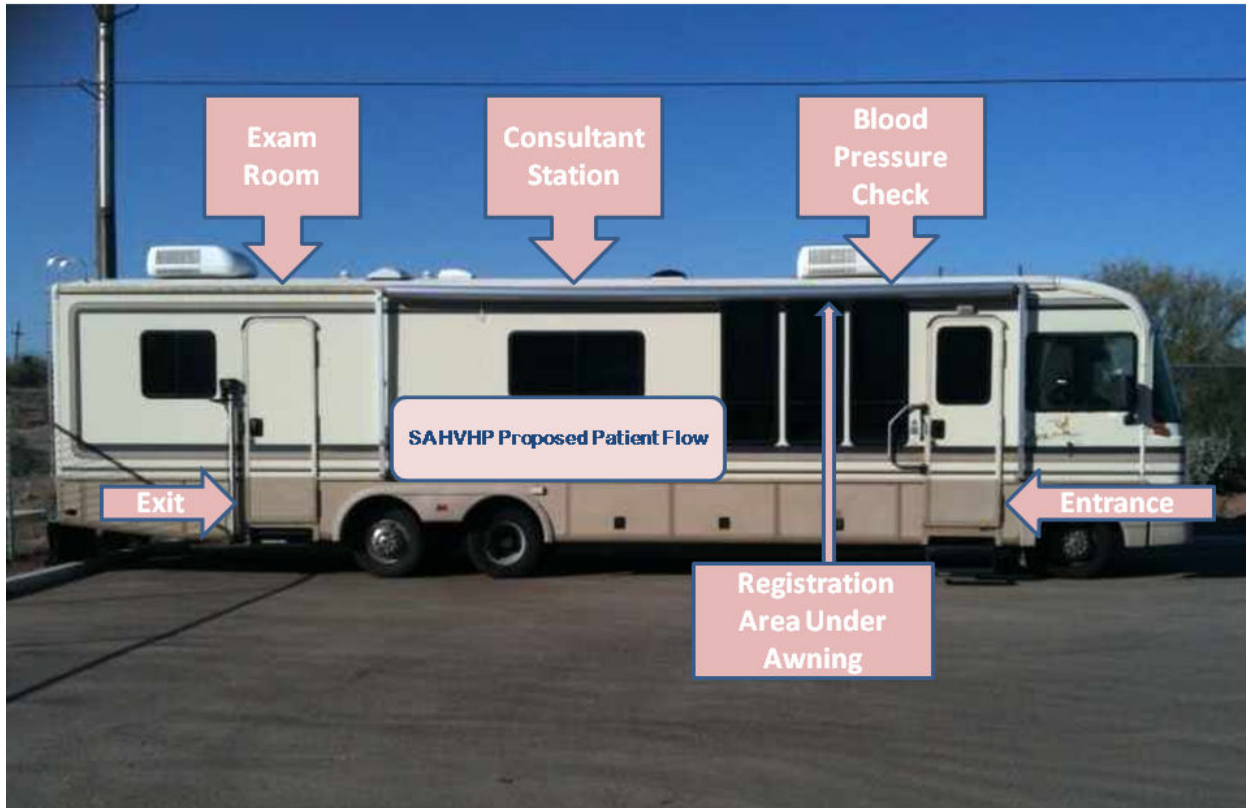 Exam
Room
Consultant
Station
Blood
Pressure
Check
SAHVHP Proposed Patient Flow
Exit
Entrance
Registration
Area Under
Awning